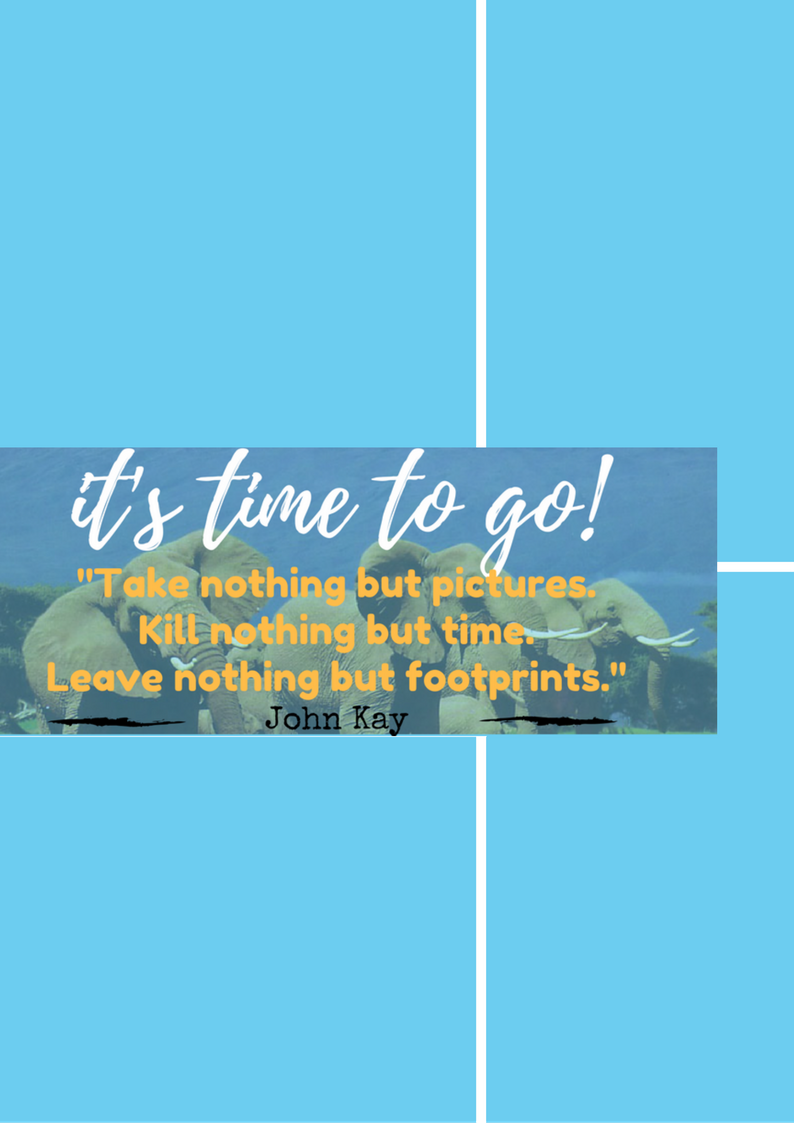 it's time to go!
"Take nothing but pictures.
Kill nothing but time.
Leave nothing but footprints."
John Kay